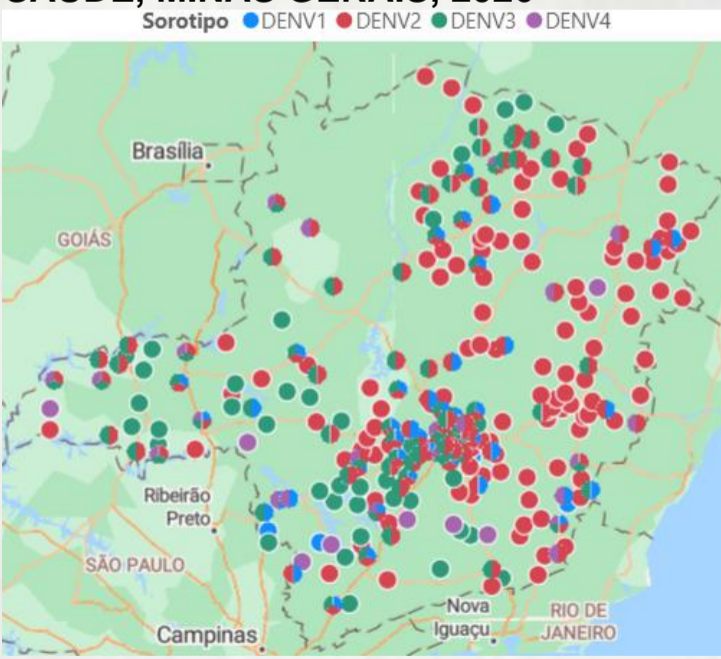 SAÚDE, MINAS GERAIS, 2026
Sorotipo DENV1 DENV2 DENV3 DENV4
Brasília
GOIÁS
Ribeirão
Preto
SÃO PAULO
Campinas
Nova
Iguaçu
RIO DE
JANEIRO